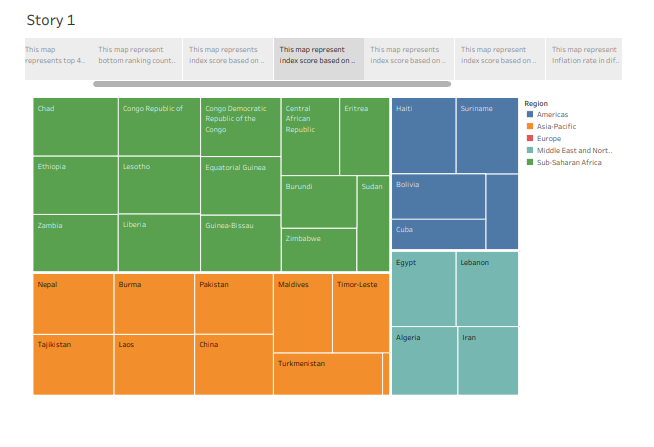 Story 1
This map
represents top 4..
This map represent
bottom ranking count..
This map represents
index score based on ..
This map represent
index score based on ..
This map represent
index score based on ..
This map represent
index score based on ..
This map represent
Inflation rate in dif..
Chad
Congo Republic of
Congo Democratic
Republic of the
Congo
Central
African
Republic
Eritrea
Haiti
Suriname
Ethiopia
Lesotho
Equatorial Guinea
Burundi
Sudan
Bolivia
Zambia
Liberia
Guinea-Bissau
Zimbabwe
Cuba
Nepal
Burma
Pakistan
Maldives
Timor-Leste
Egypt
Lebanon
Tajikistan
Laos
China
Turkmenistan
Algeria
Iran
Region
Americas
Asia-Pacific
Europe
Middle East and Nort..
Sub-Saharan Africa